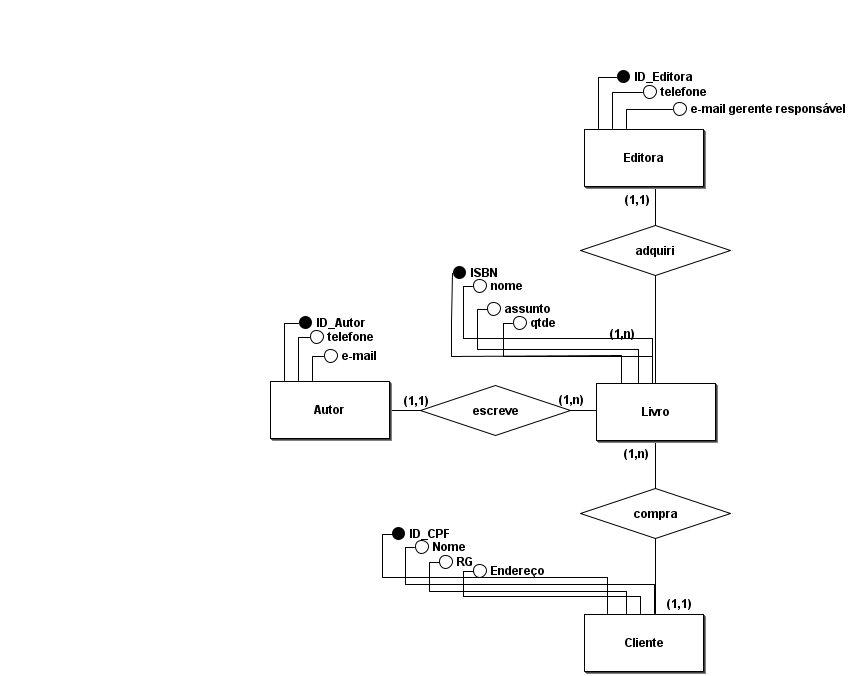 ID_Editora
telefone
e-mail gerente responsável
Editora
(1,1)
adquiri
ISBN
nome
assunto
qtde
(1,n)
ID_Autor
telefone
e-mail
Autor
(1,1)
escreve
(1,n)
Livro
(1,n)
compra
ID_CPF
Nome
RG
Endereço
(1,1)
Cliente